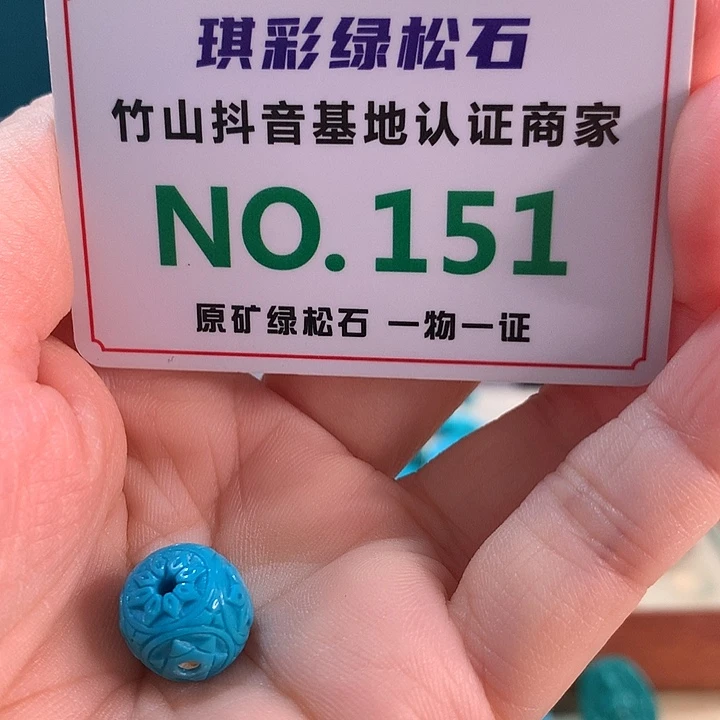 琪彩绿松石
竹山抖音基地认证商家
NO.151
原矿绿松石 一物一证